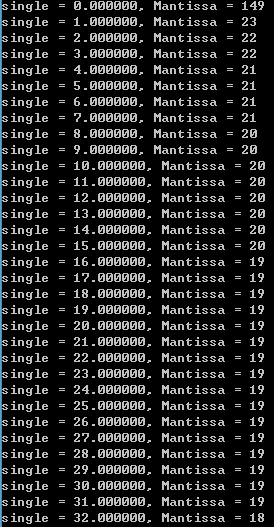 single = 0.000000, Mantissa = 149
single = 1.000000, Mantissa = 23
single = 2.000000, Mantissa = 22
single = 3.000000, Mantissa = 22
single = 4.000000, Mantissa = 21
single = 5.000000, Mantissa = 21
single = 6.000000, Mantissa = 21
single = 7.000000, Mantissa = 21
single = 8.000000, Mantissa = 20
single = 9.000000, Mantissa = 20
single = 10.000000, Mantissa = 20
single = 11.000000, Mantissa = 20
single = 12.000000, Mantissa = 20
single = 13.000000, Mantissa = 20
single = 14.000000, Mantissa = 20
single = 15.000000, Mantissa = 20
single = 16.000000, Mantissa = 19
single = 17.000000, Mantissa = 19
single = 18.000000, Mantissa = 19
single = 19.000000, Mantissa = 19
single = 20.000000, Mantissa = 19
single = 21.000000, Mantissa = 19
single = 22.000000, Mantissa = 19
single = 23.000000, Mantissa = 19
single = 24.000000, Mantissa = 19
single = 25.000000, Mantissa = 19
single = 26.000000, Mantissa = 19
single = 27.000000, Mantissa = 19
single = 28.000000, Mantissa = 19
single = 29.000000, Mantissa = 19
single = 30.000000, Mantissa = 19
single = 31.000000, Mantissa = 19
single = 32.000000, Mantissa = 18